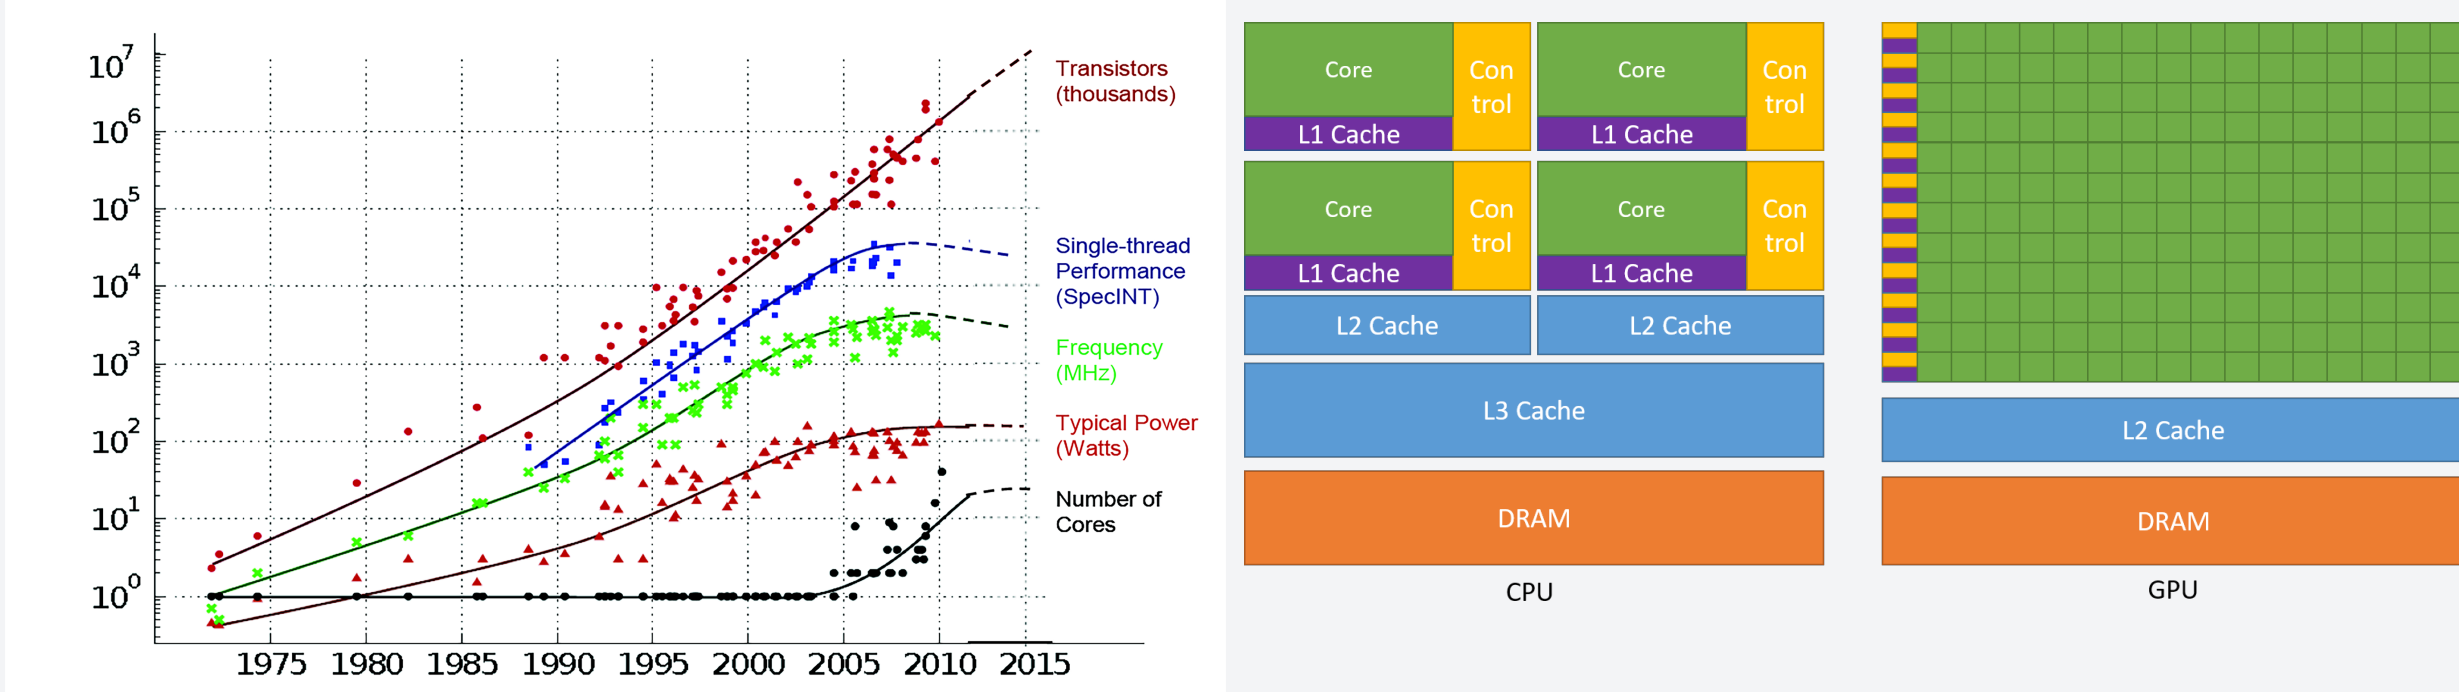 10^7
10^6
10^5
10^4
10^3
10^2
10^1
10^0
1975 1980 1985 1990 1995 2000 2005 2010 2015
Transistors
(thousands)
Single-thread
Performance
(SpecINT)
Frequency
(MHz)
Typical Power
(Watts)
Number of
Cores
Core
Con
trol
L1 Cache
Core
Con
trol
L1 Cache
Core
Con
trol
L1 Cache
Core
Con
trol
L1 Cache
L2 Cache
L2 Cache
L3 Cache
DRAM
CPU
L2 Cache
DRAM
GPU